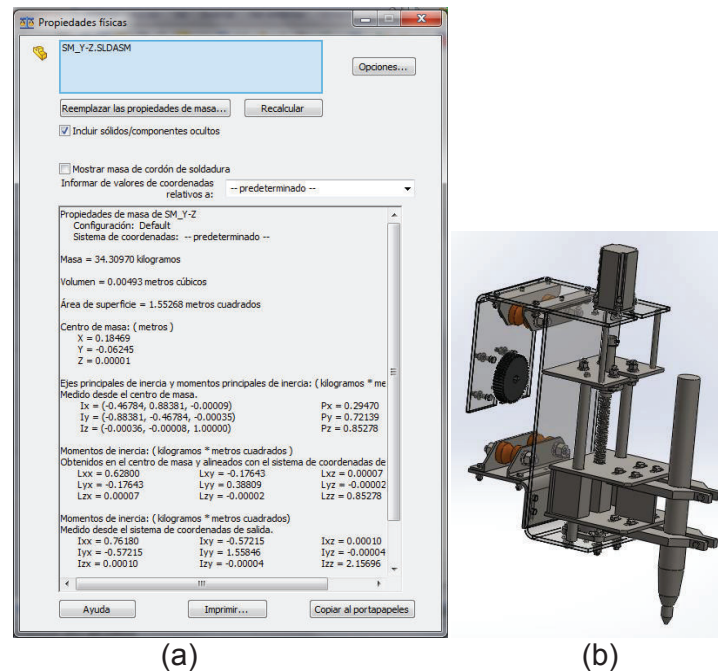 Propiedades físicas
SM_Y-Z.SLDASM
Opciones...
Reemplazar las propiedades de masa...
Recalcular
Incluir sólidos/componentes ocultos
Mostrar masa de cordón de soldadura
Informar de valores de coordenadas
relativos a:
-- predeterminado --
Propiedades de masa de SM_Y-Z
Configuración: Default
Sistema de coordenadas: -- predeterminado --
Masa = 34.30970 kilogramos
Volumen = 0.00493 metros cúbicos
Área de superficie = 1.55268 metros cuadrados
Centro de masa: ( metros )
X = 0.18469
Y = -0.06245
Z = 0.00001
Ejes principales de inercia y momentos principales de inercia: ( kilogramos * me
Medido desde el centro de masa.
Ix = (-0.46784, 0.88381, -0.00009) Px = 0.29470
Iy = (-0.88381, -0.46784, -0.00035) Py = 0.72139
Iz = (-0.00036, -0.00008, 1.00000) Pz = 0.85278
Momentos de inercia: ( kilogramos * metros cuadrados )
Obtenidos en el centro de masa y alineados con el sistema de coordenadas de
Lxx = 0.62800 Lxy = -0.17643 Lxz = 0.00007
Lyx = -0.17643 Lyy = 0.38809 Lyz = -0.00002
Lzx = 0.00007 Lzy = -0.00002 Lzz = 0.85278
Momentos de inercia: ( kilogramos * metros cuadrados)
Medido desde el sistema de coordenadas de salida.
Ixx = 0.76180 Ixy = -0.57215 Ixz = 0.00010
Iyx = -0.57215 Iyy = 1.55846 Iyz = -0.00004
Izx = 0.00010 Izy = -0.00004 Izz = 2.15696
Ayuda
Imprimir...
Copiar al portapapeles
(a)
(b)